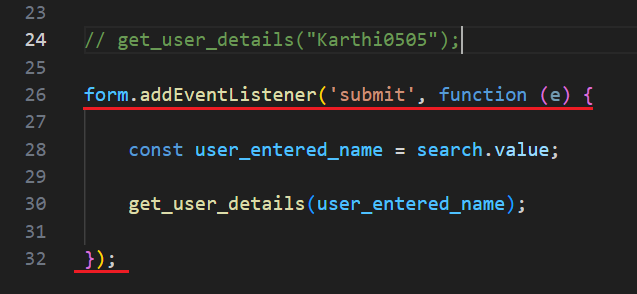 23
24 // get_user_details("Karthi0505");
25
26 form.addEventListener('submit', function (e) {
27
28 const user_entered_name = search.value;
29
30 get_user_details(user_entered_name);
31
32 });